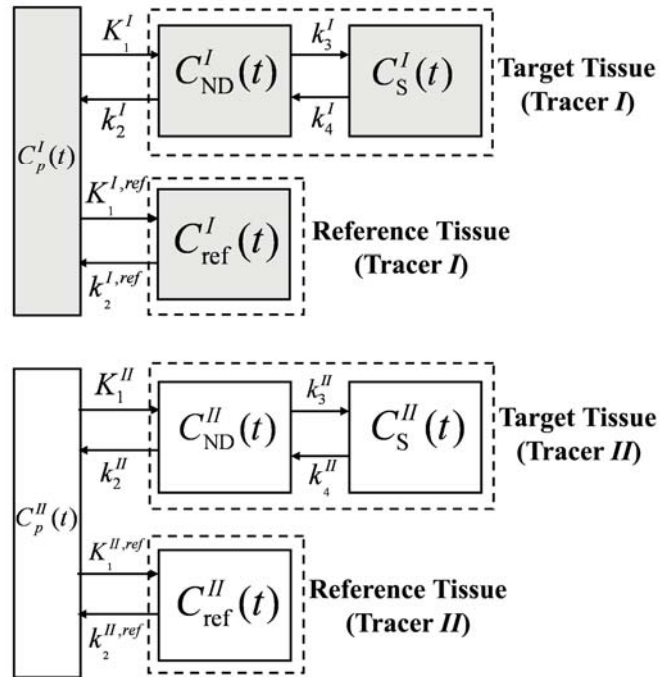 K_1^I
C_ND^I(t)
k_3^I
C_S^I(t)
k_2^I
k_4^I
Target Tissue
(Tracer I)
C_p^I(t)
K_1^{I,ref}
C_ref^I(t)
k_2^{I,ref}
Reference Tissue
(Tracer I)
K_1^II
C_ND^II(t)
k_3^II
C_S^II(t)
k_2^II
k_4^II
Target Tissue
(Tracer II)
C_p^II(t)
K_1^{II,ref}
C_ref^II(t)
k_2^{II,ref}
Reference Tissue
(Tracer II)